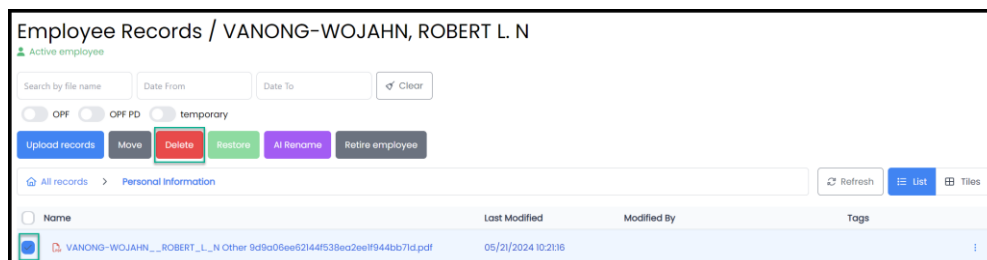 Employee Records / VANONG-WOJAHN, ROBERT L. N
Active employee
Search by file name Date From Date To Clear
OPF OPF PD temporary
Upload records Move Delete Restore AI Rename Retire employee
All records > Personal Information Refresh List Tiles
Name Last Modified Modified By Tags
VANONG-WOJAHN__ROBERT_L._N Other 9d9a06ee62144f538ea2ee1f944bb71d.pdf 05/21/2024 10:21:16